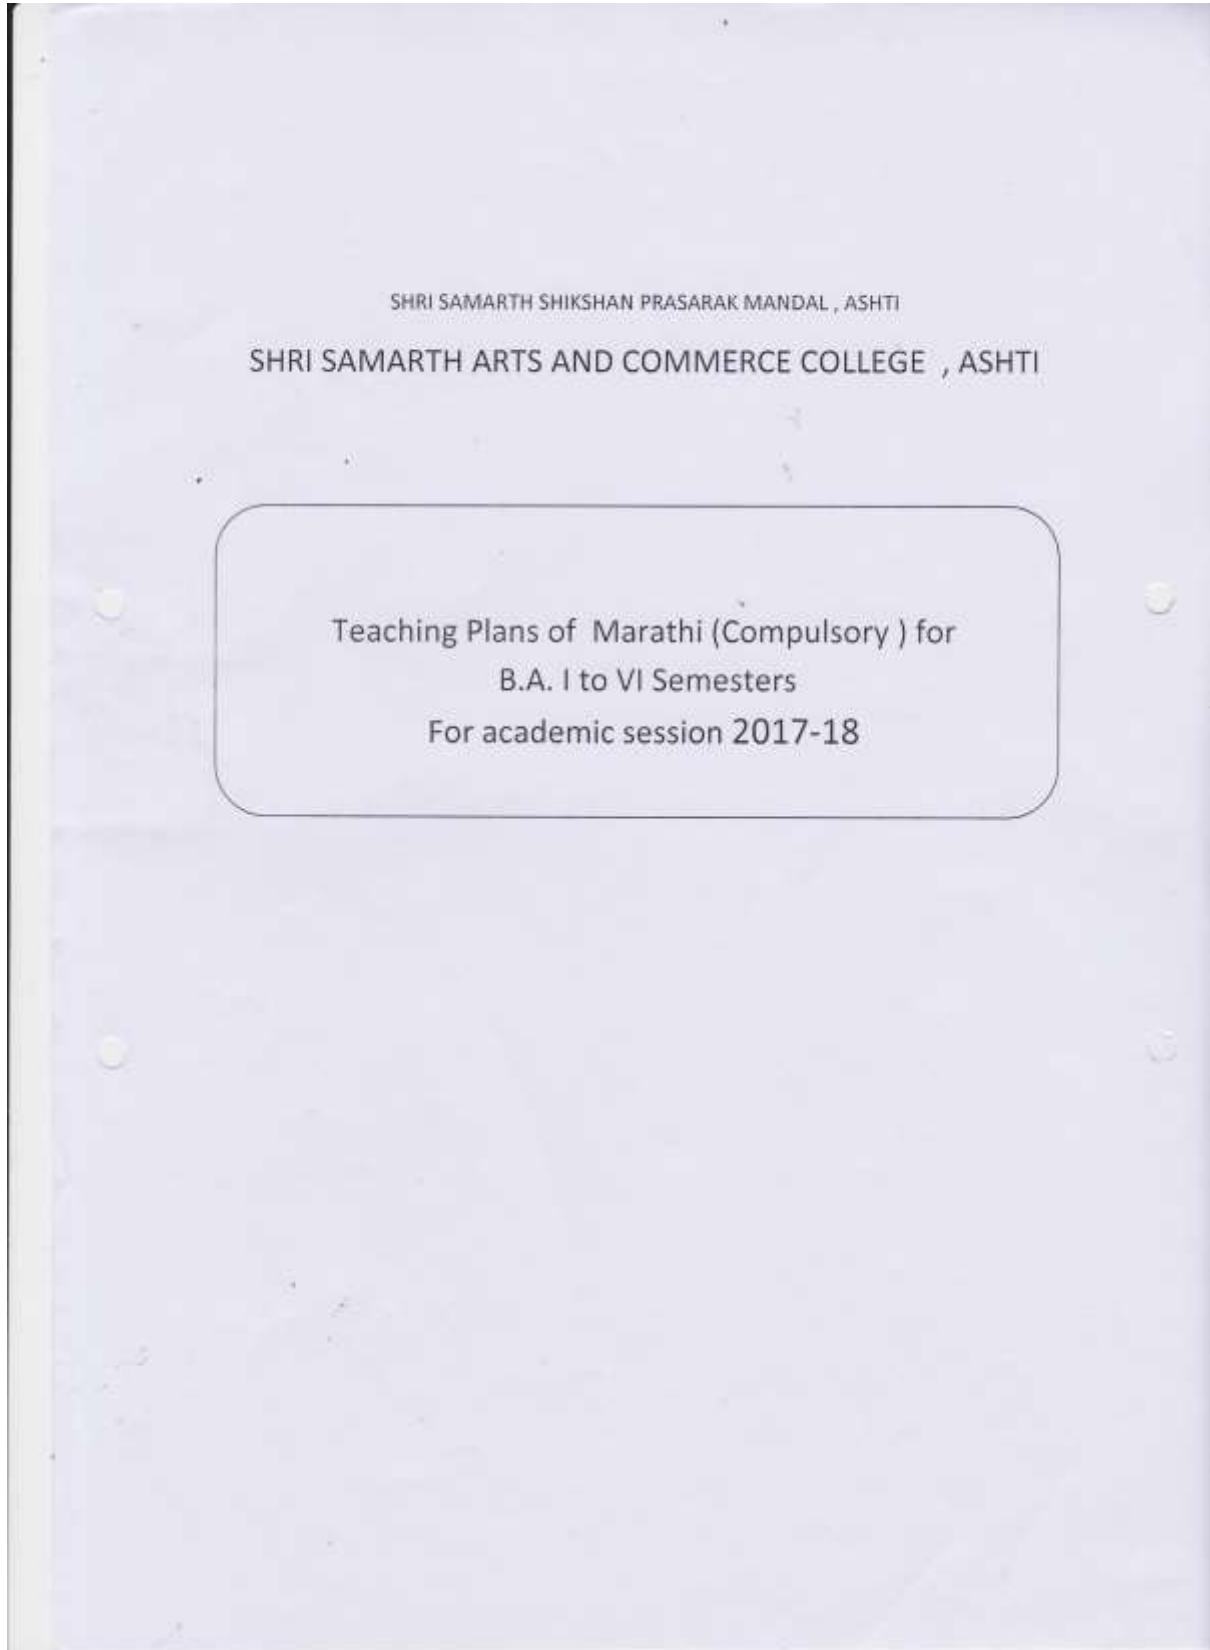 SHRI SAMARTH SHIKSHAN PRASARAK MANDAL , ASHTI
SHRI SAMARTH ARTS AND COMMERCE COLLEGE , ASHTI
Teaching Plans of Marathi (Compulsory ) for
B.A. I to VI Semesters
For academic session 2017-18